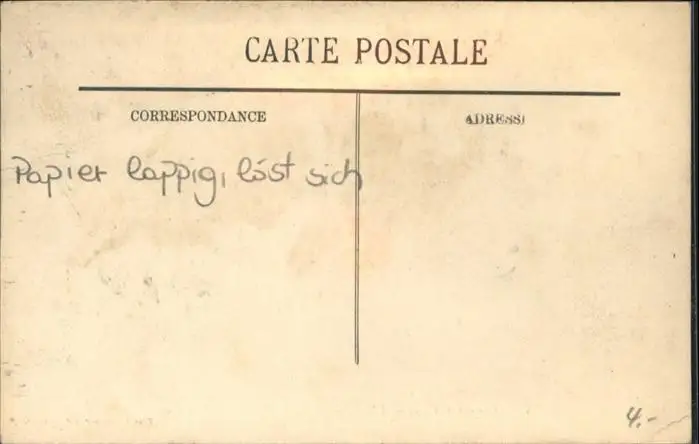 CARTE POSTALE
CORRESPONDANCE
ADRESSE
Papier lappig, löst sich
4.-